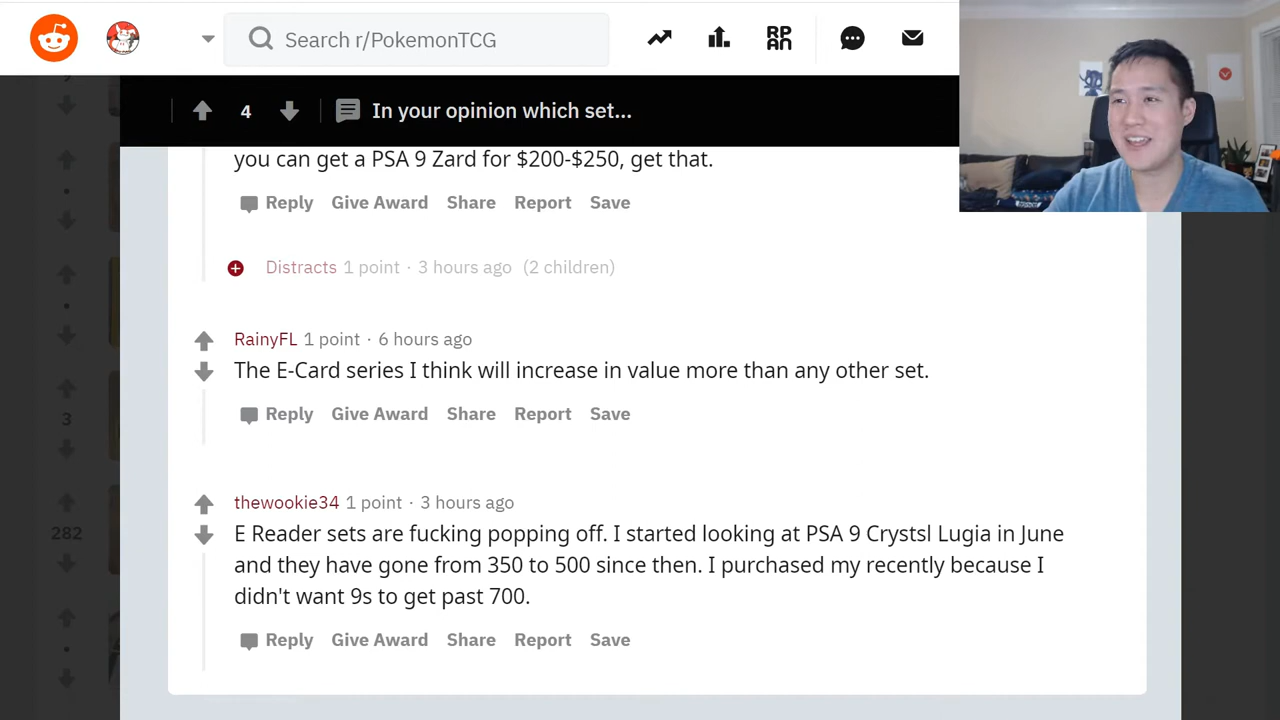 Search r/PokemonTCG
4 In your opinion which set...
you can get a PSA 9 Zard for $200-$250, get that.
Reply Give Award Share Report Save
Distracts 1 point · 3 hours ago (2 children)
RainyFL 1 point · 6 hours ago
The E-Card series I think will increase in value more than any other set.
Reply Give Award Share Report Save
3
thewookie34 1 point · 3 hours ago
E Reader sets are fucking popping off. I started looking at PSA 9 Crystsl Lugia in June
282
and they have gone from 350 to 500 since then. I purchased my recently because I
didn't want 9s to get past 700.
Reply Give Award Share Report Save